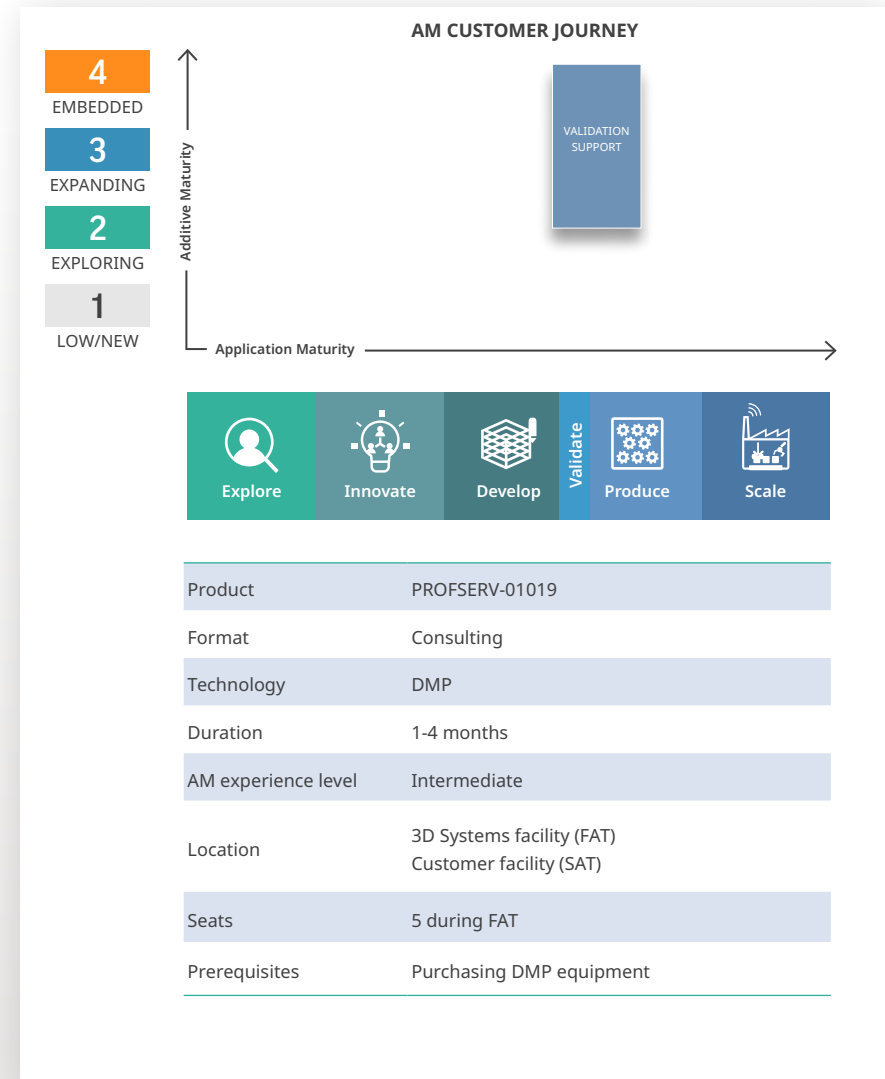 AM CUSTOMER JOURNEY
4
EMBEDDED
3
EXPANDING
2
EXPLORING
1
LOW/NEW
Additive Maturity
VALIDATION
SUPPORT
Application Maturity
Explore
Innovate
Develop
Validate
Produce
Scale
Product PROFSERV-01019
Format Consulting
Technology DMP
Duration 1-4 months
AM experience level Intermediate
Location 3D Systems facility (FAT)
Customer facility (SAT)
Seats 5 during FAT
Prerequisites Purchasing DMP equipment